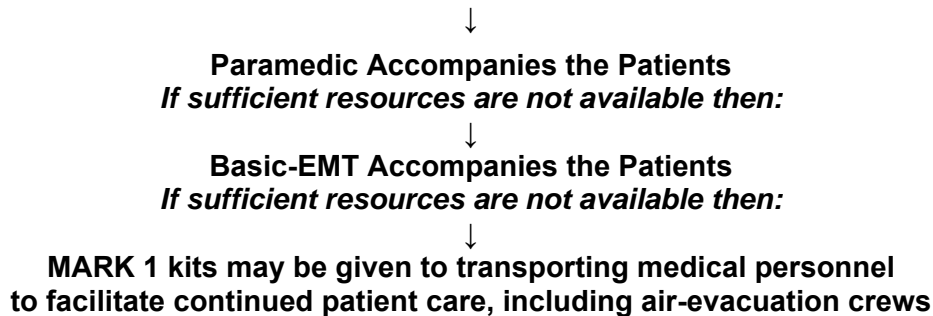 ↓
Paramedic Accompanies the Patients
If sufficient resources are not available then:
↓
Basic-EMT Accompanies the Patients
If sufficient resources are not available then:
↓
MARK 1 kits may be given to transporting medical personnel
to facilitate continued patient care, including air-evacuation crews